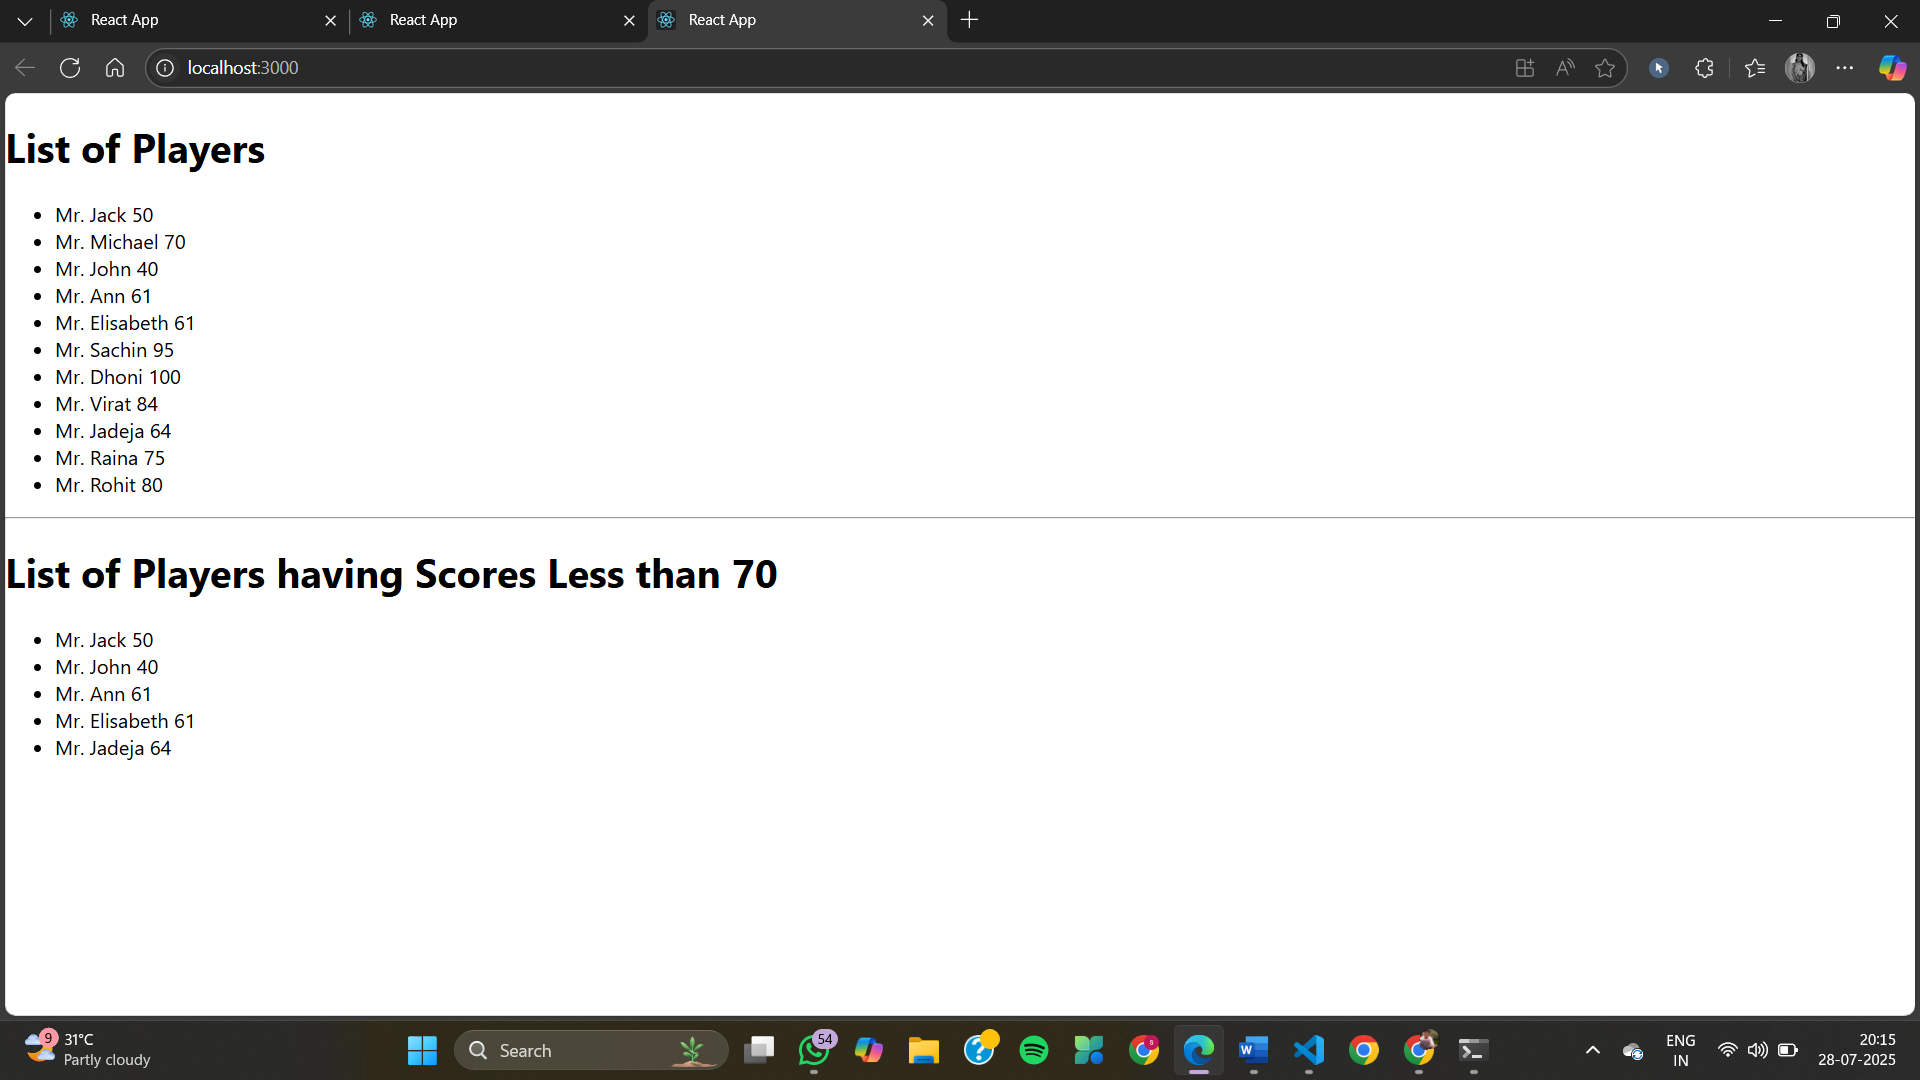 React App
React App
React App
localhost:3000
List of Players
Mr. Jack 50
Mr. Michael 70
Mr. John 40
Mr. Ann 61
Mr. Elisabeth 61
Mr. Sachin 95
Mr. Dhoni 100
Mr. Virat 84
Mr. Jadeja 64
Mr. Raina 75
Mr. Rohit 80
List of Players having Scores Less than 70
Mr. Jack 50
Mr. John 40
Mr. Ann 61
Mr. Elisabeth 61
Mr. Jadeja 64
9
31°C
Partly cloudy
Search
54
S
W
ENG
IN
20:15
28-07-2025